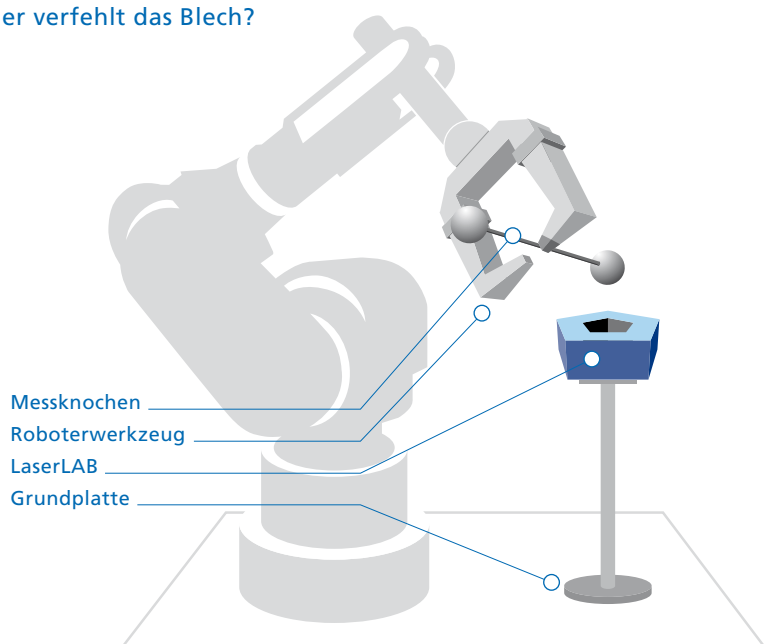 er verfehlt das Blech?
Messknochen
Roboterwerkzeug
LaserLAB
Grundplatte